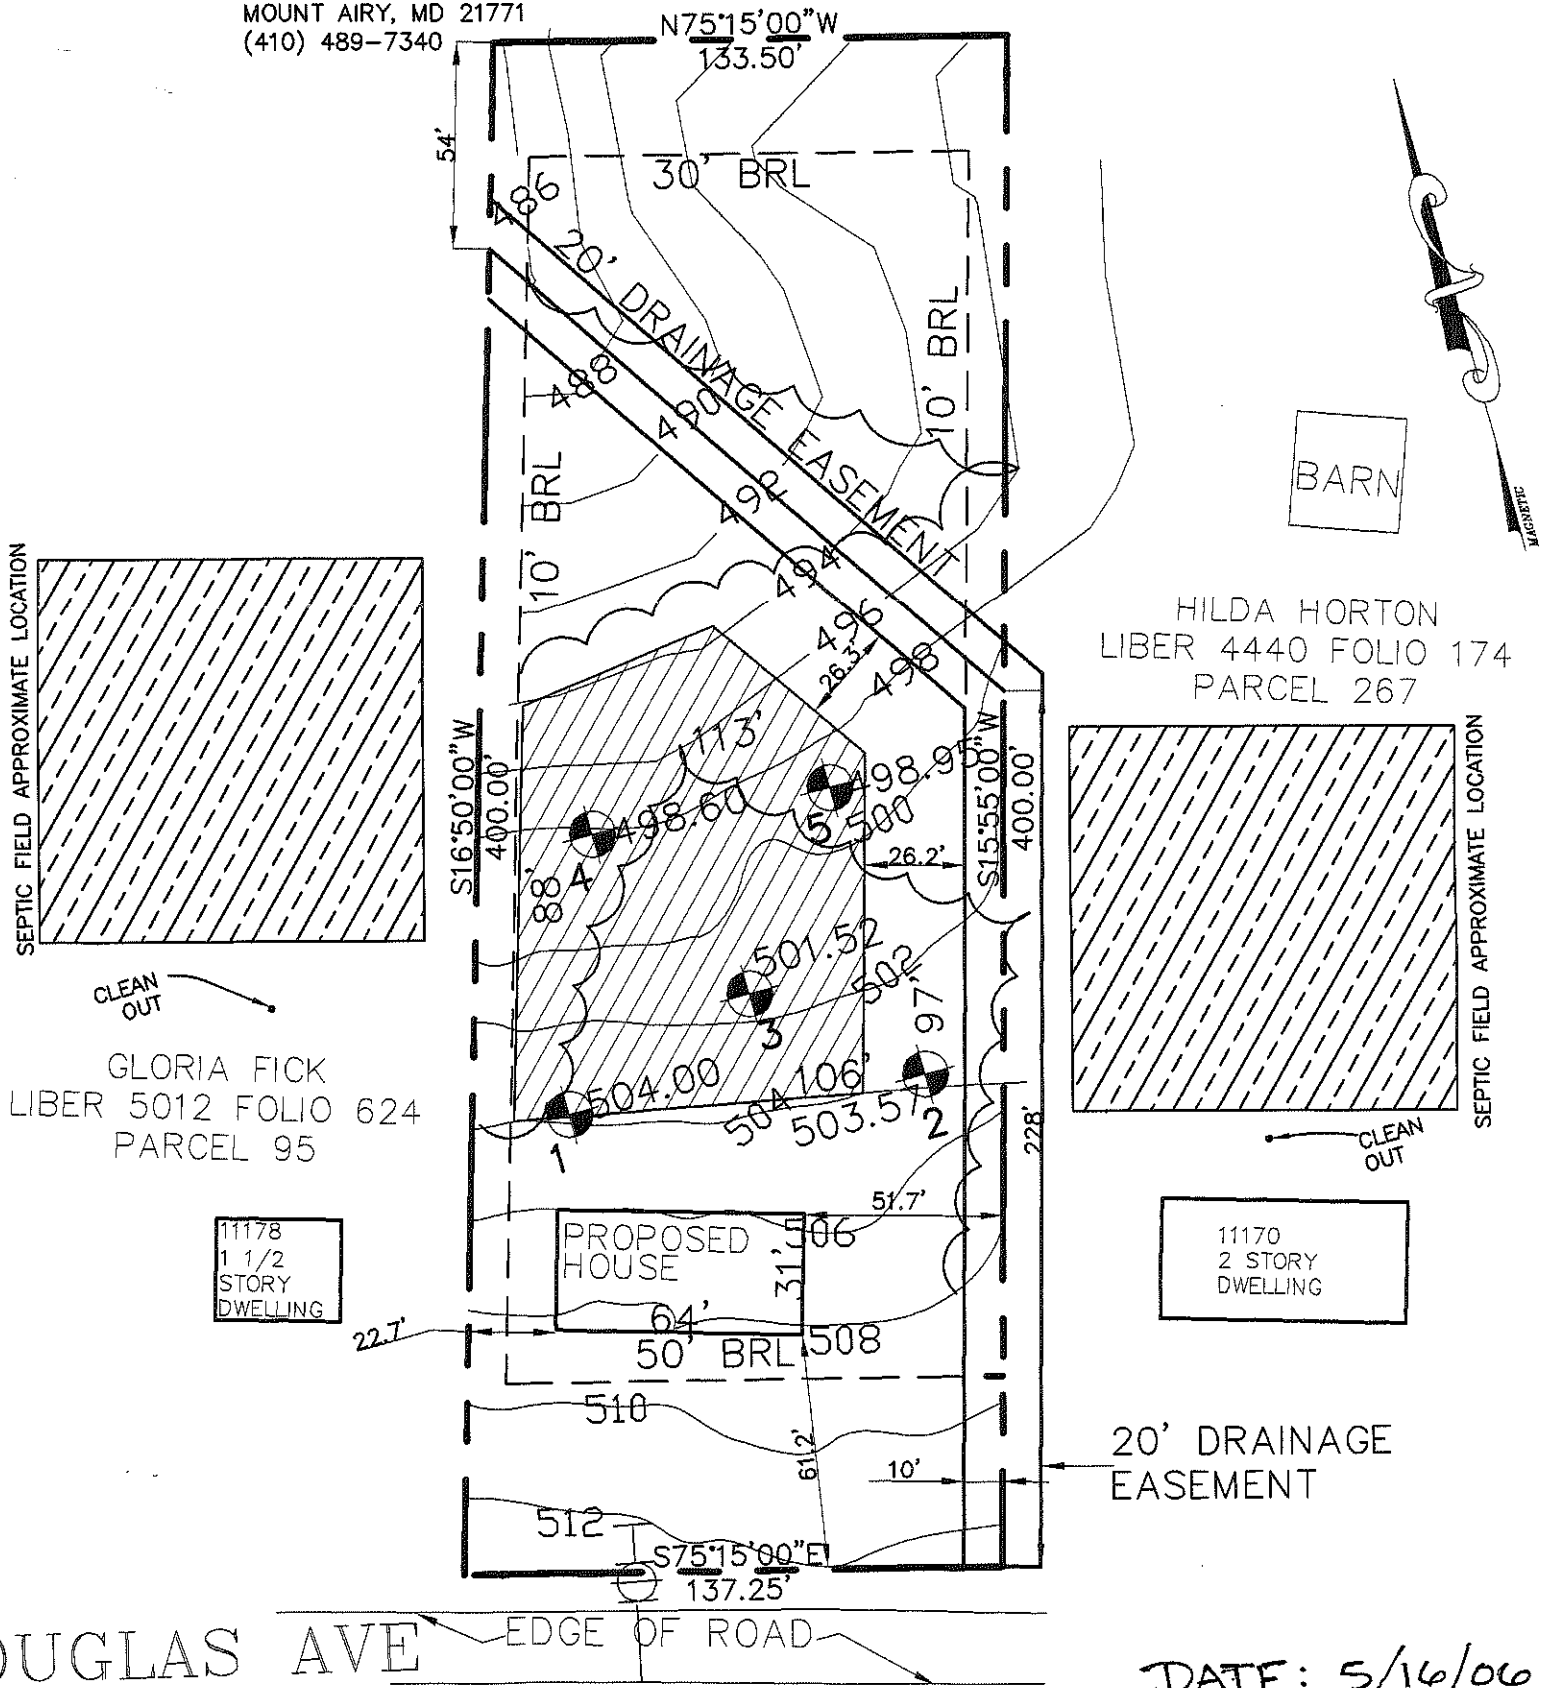 MOUNT AIRY, MD 21771
(410) 489-7340
N75°15'00"W
133.50'
54'
30' BRL
486
20' DRAINAGE EASEMENT
10' BRL
488
490
492
494
496
498
10' BRL
BARN
MAGNETIC
HILDA HORTON
LIBER 4440 FOLIO 174
PARCEL 267
SEPTIC FIELD APPROXIMATE LOCATION
26.3'
S16°50'00"W
400.00'
113'
498.95
5
500
498.60
4
88'
26.2'
S15°55'00"W
400.00'
SEPTIC FIELD APPROXIMATE LOCATION
501.52
502
3
97'
CLEAN
OUT
GLORIA FICK
LIBER 5012 FOLIO 624
PARCEL 95
504.00
1
504
106'
503.57
2
228'
CLEAN
OUT
11178
1 1/2
STORY
DWELLING
PROPOSED
HOUSE
31'
64'
506
51.7'
11170
2 STORY
DWELLING
22.7'
50' BRL
508
510
61.2'
10'
20' DRAINAGE
EASEMENT
512
S75°15'00"E
137.25'
EDGE OF ROAD
OUGLAS AVE
DATE: 5/16/06